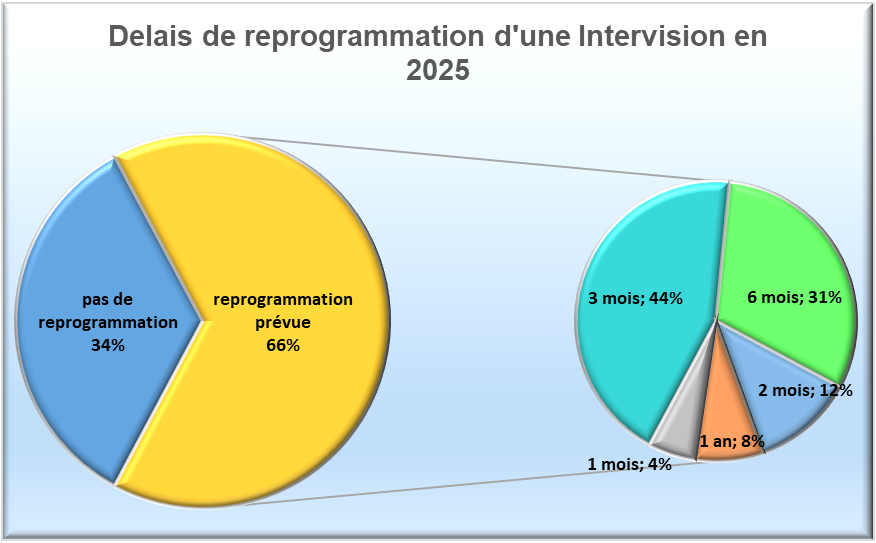 Delais de reprogrammation d'une Intervision en
2025
pas de
reprogrammation
34%
reprogrammation
prévue
66%
3 mois; 44%
6 mois; 31%
2 mois; 12%
1 an; 8%
1 mois; 4%